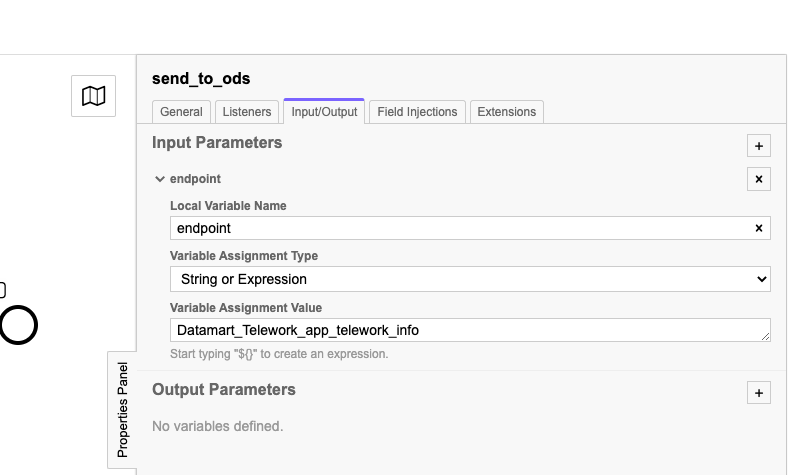 send_to_ods
General Listeners Input/Output Field Injections Extensions
Input Parameters
+
endpoint
×
Local Variable Name
endpoint
×
Variable Assignment Type
String or Expression
Variable Assignment Value
Datamart_Telework_app_telework_info
Start typing "${}" to create an expression.
Properties Panel
Output Parameters
+
No variables defined.